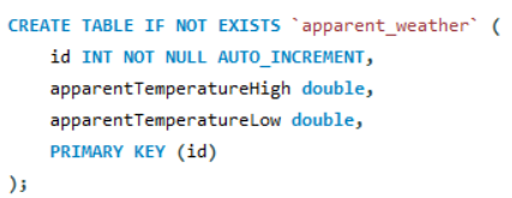 CREATE TABLE IF NOT EXISTS `apparent_weather` (
    id INT NOT NULL AUTO_INCREMENT,
    apparentTemperatureHigh double,
    apparentTemperatureLow double,
    PRIMARY KEY (id)
);